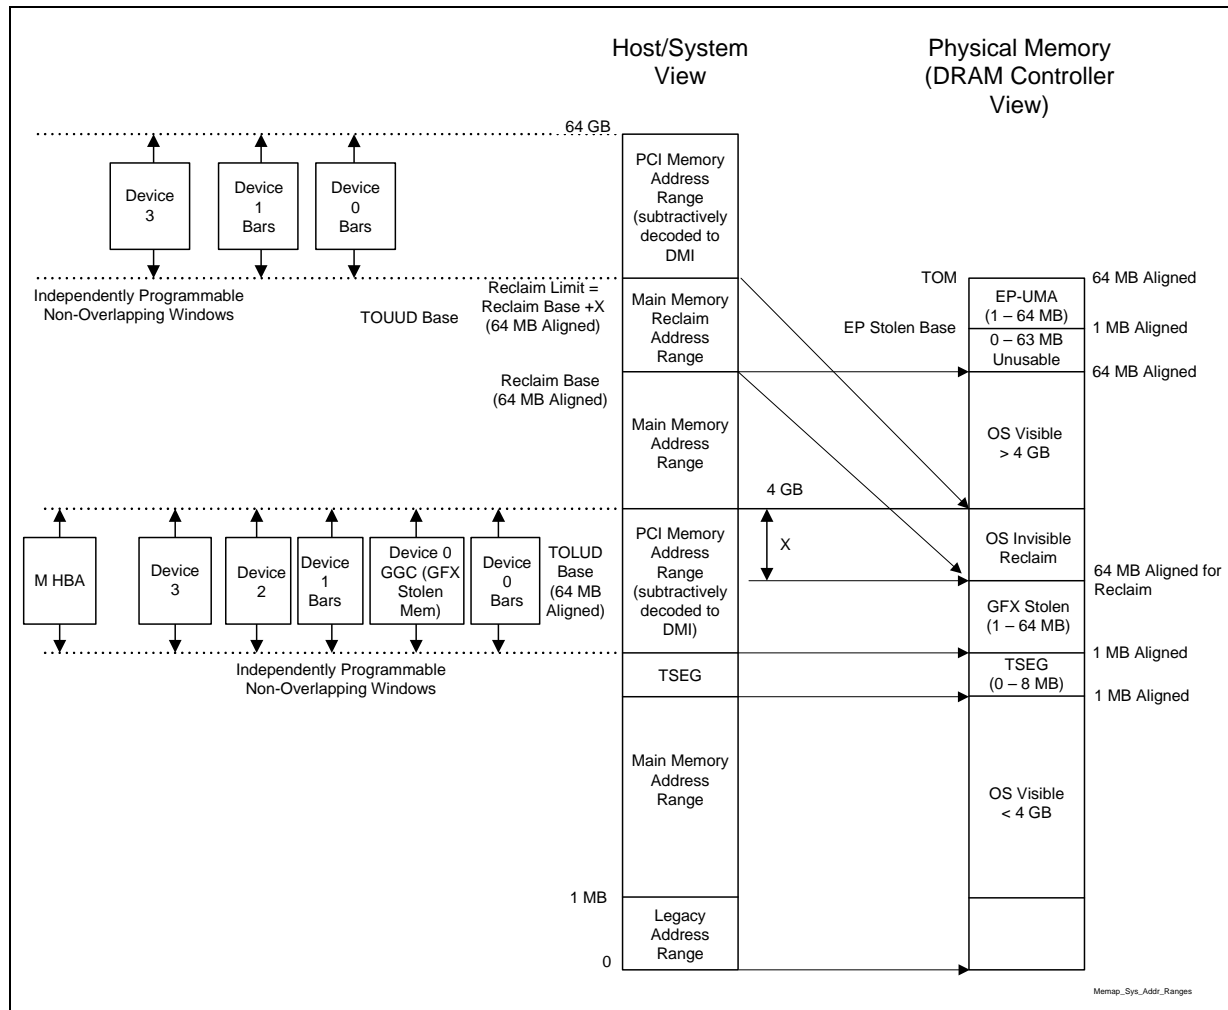 Host/System
View
Physical Memory
(DRAM Controller
View)
64 GB
PCI Memory
Address
Range
(subtractively
decoded to
DMI
Device
3
Device
1
Bars
Device
0
Bars
Independently Programmable
Non-Overlapping Windows
TOUUD Base
Reclaim Limit =
Reclaim Base +X
(64 MB Aligned)
Main Memory
Reclaim
Address
Range
TOM
64 MB Aligned
EP-UMA
(1 – 64 MB)
EP Stolen Base
1 MB Aligned
0 – 63 MB
Unusable
64 MB Aligned
Reclaim Base
(64 MB Aligned)
Main Memory
Address
Range
OS Visible
> 4 GB
4 GB
M HBA
Device
3
Device
2
Device
1
Bars
Device 0
GGC (GFX
Stolen
Mem)
Device
0
Bars
TOLUD
Base
(64 MB
Aligned)
PCI Memory
Address
Range
(subtractively
decoded to
DMI)
X
OS Invisible
Reclaim
64 MB Aligned for
Reclaim
GFX Stolen
(1 – 64 MB)
1 MB Aligned
Independently Programmable
Non-Overlapping Windows
TSEG
TSEG
(0 – 8 MB)
1 MB Aligned
Main Memory
Address
Range
OS Visible
< 4 GB
1 MB
Legacy
Address
Range
0
Memap_Sys_Addr_Ranges